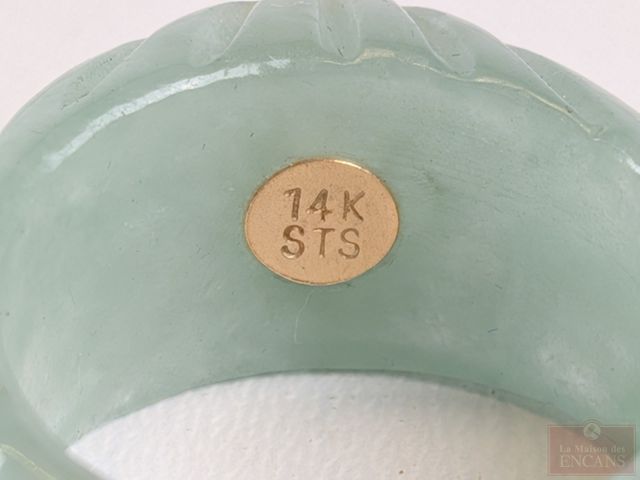 14K
STS
La Maison des
ENCANS